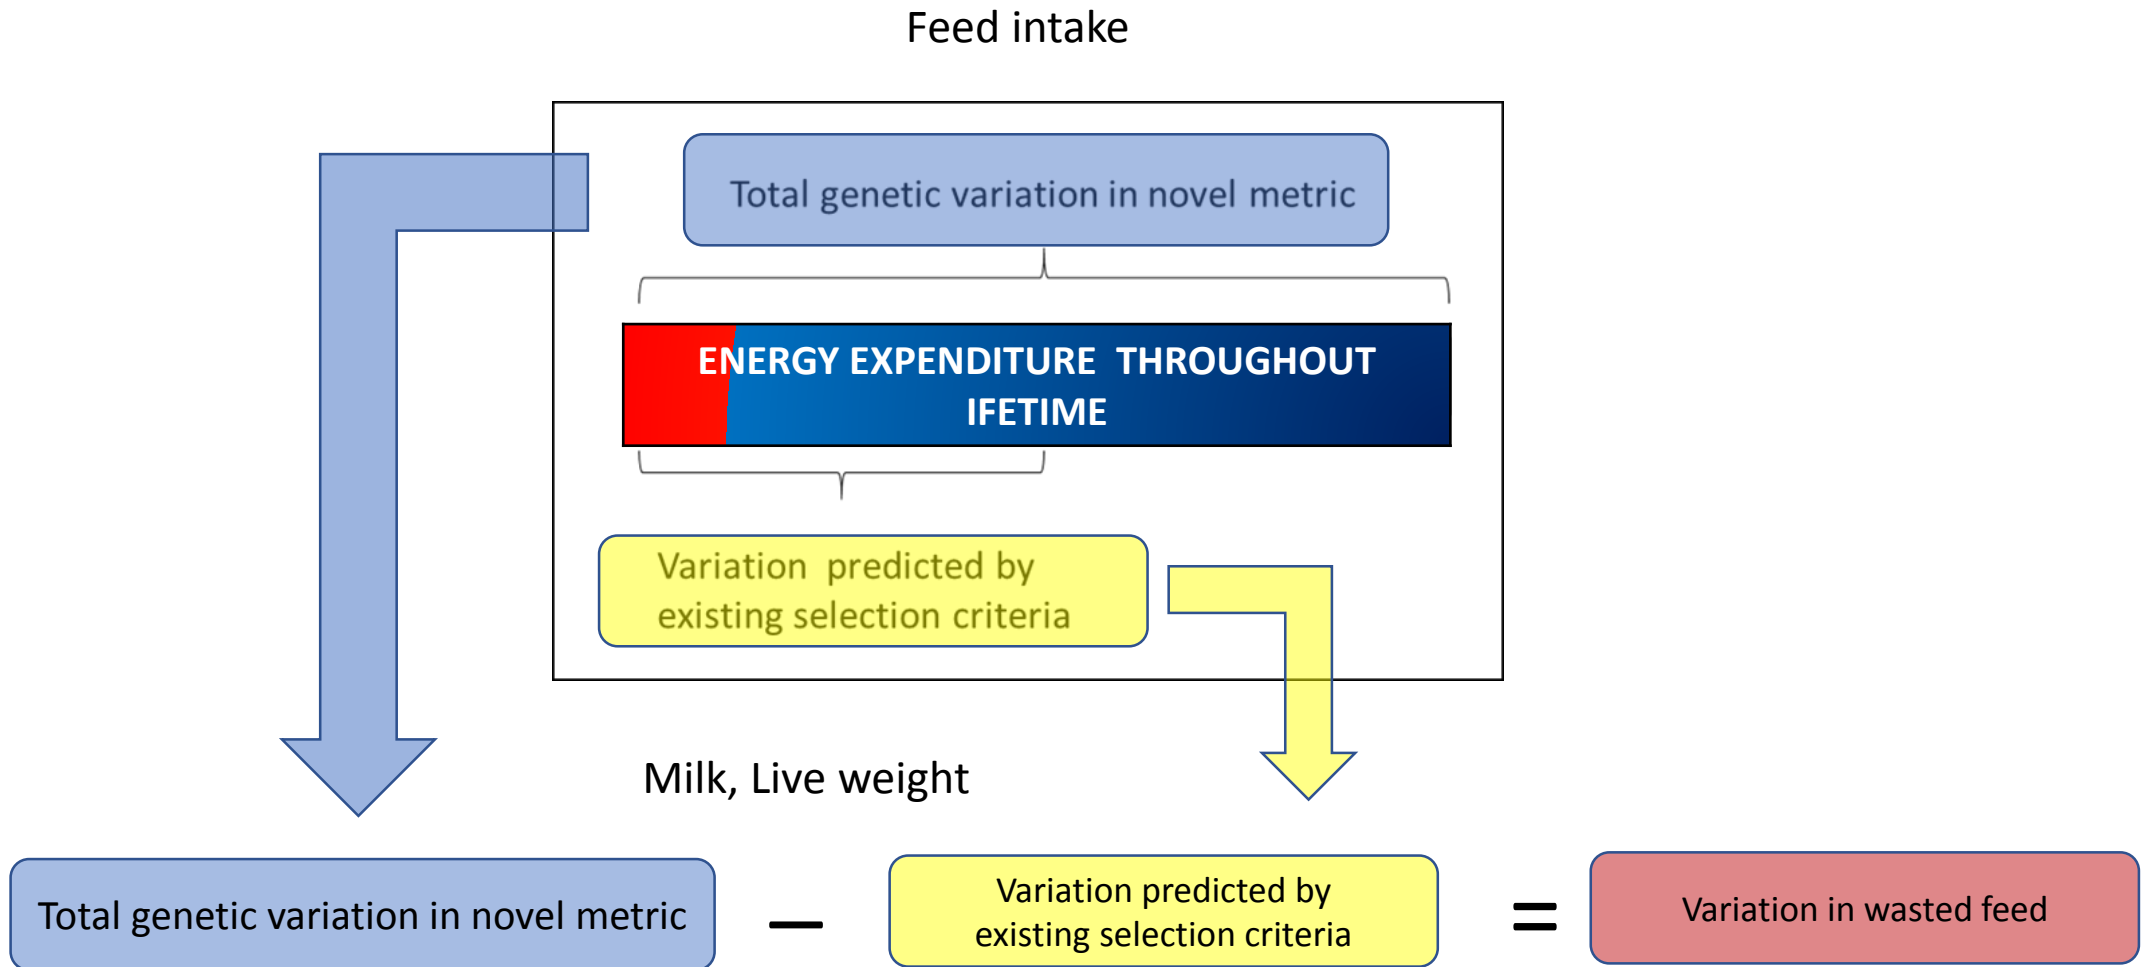 Feed intake
Total genetic variation in novel metric
ENERGY EXPENDITURE  THROUGHOUT
IFETIME
Variation  predicted by
existing selection criteria
Milk, Live weight
Total genetic variation in novel metric
—
Variation predicted by
existing selection criteria
=
Variation in wasted feed